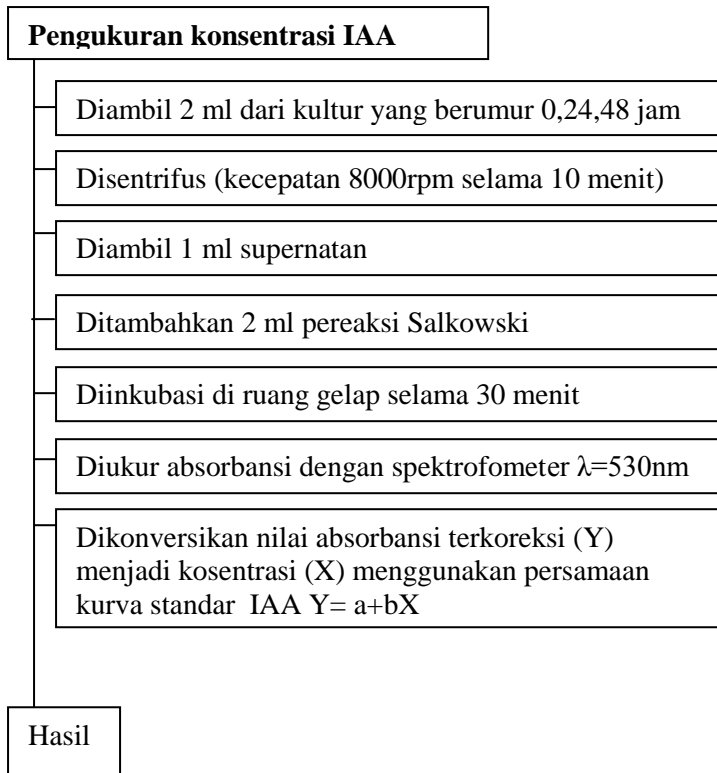 Pengukuran konsentrasi IAA
Diambil 2 ml dari kultur yang berumur 0,24,48 jam
Disentrifus (kecepatan 8000rpm selama 10 menit)
Diambil 1 ml supernatan
Ditambahkan 2 ml pereaksi Salkowski
Diinkubasi di ruang gelap selama 30 menit
Diukur absorbansi dengan spektrofometer λ=530nm
Dikonversikan nilai absorbansi terkoreksi (Y)
menjadi kosentrasi (X) menggunakan persamaan
kurva standar IAA Y= a+bX
Hasil